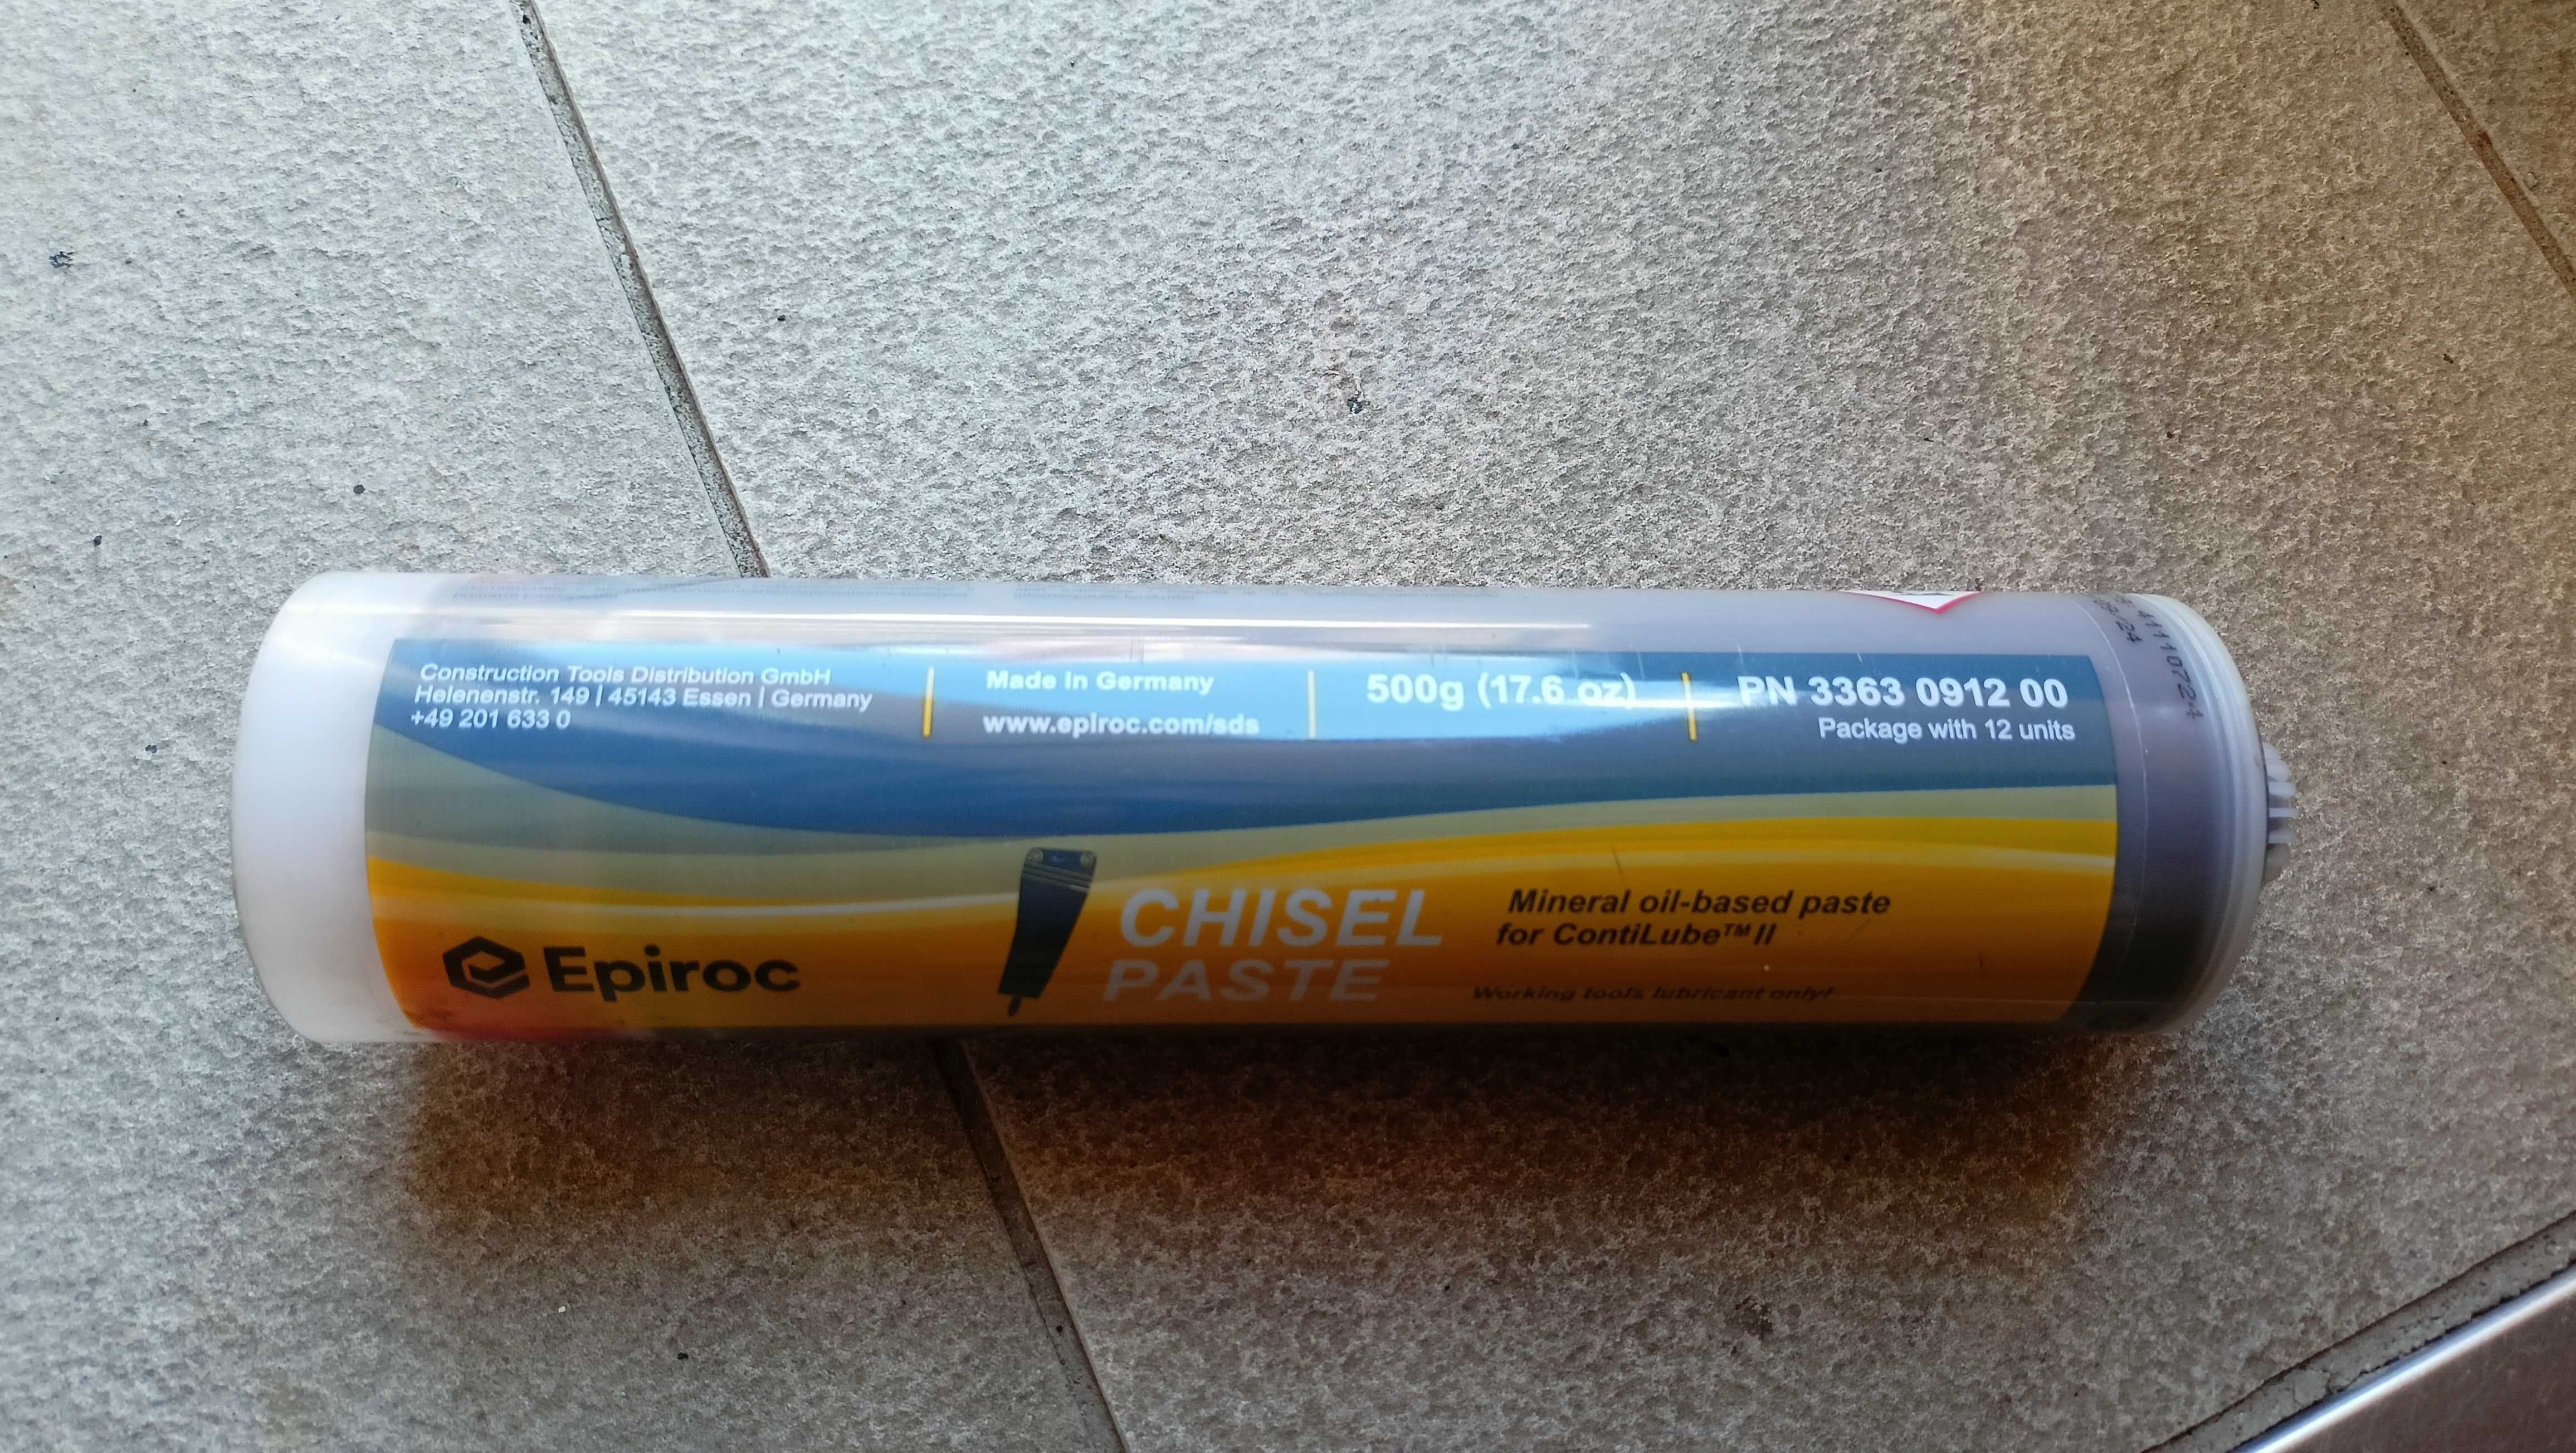 Construction Tools Distribution GmbH
Helenenstr. 149 | 45143 Essen | Germany
+49 201 633 0
Made in Germany
www.epiroc.com/sds
500g (17.6 oz)
PN 3363 0912 00
Package with 12 units
Epiroc
CHISEL
PASTE
Mineral oil-based paste
for ContiLube™ II
Working tools lubricant only!